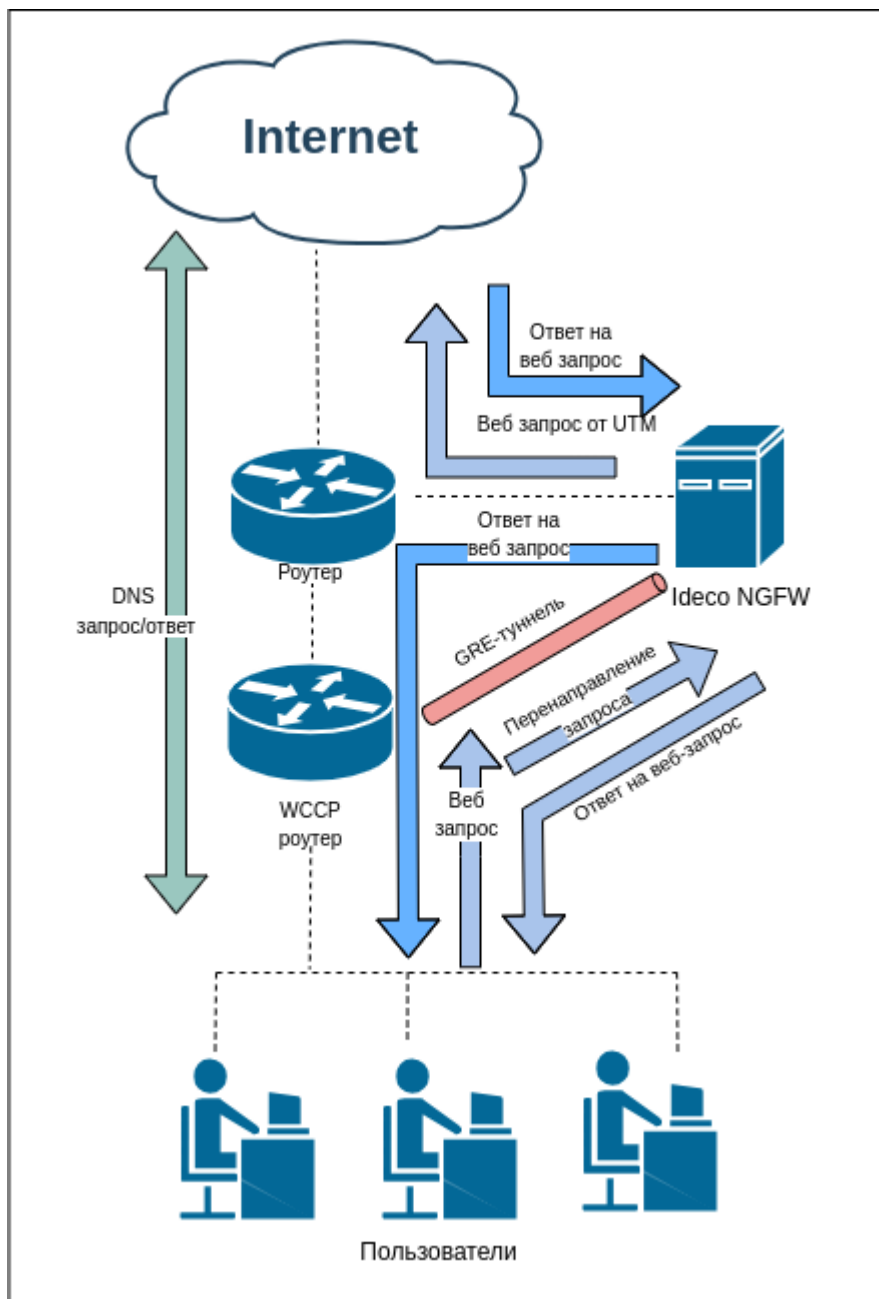 Internet
Ответ на
веб запрос
Веб запрос от UTM
Ответ на
веб запрос
Роутер
Ideco NGFW
DNS
запрос/ответ
GRE-туннель
Перенаправление
запроса
Ответ на веб-запрос
Веб
запрос
WCCP
роутер
Пользователи